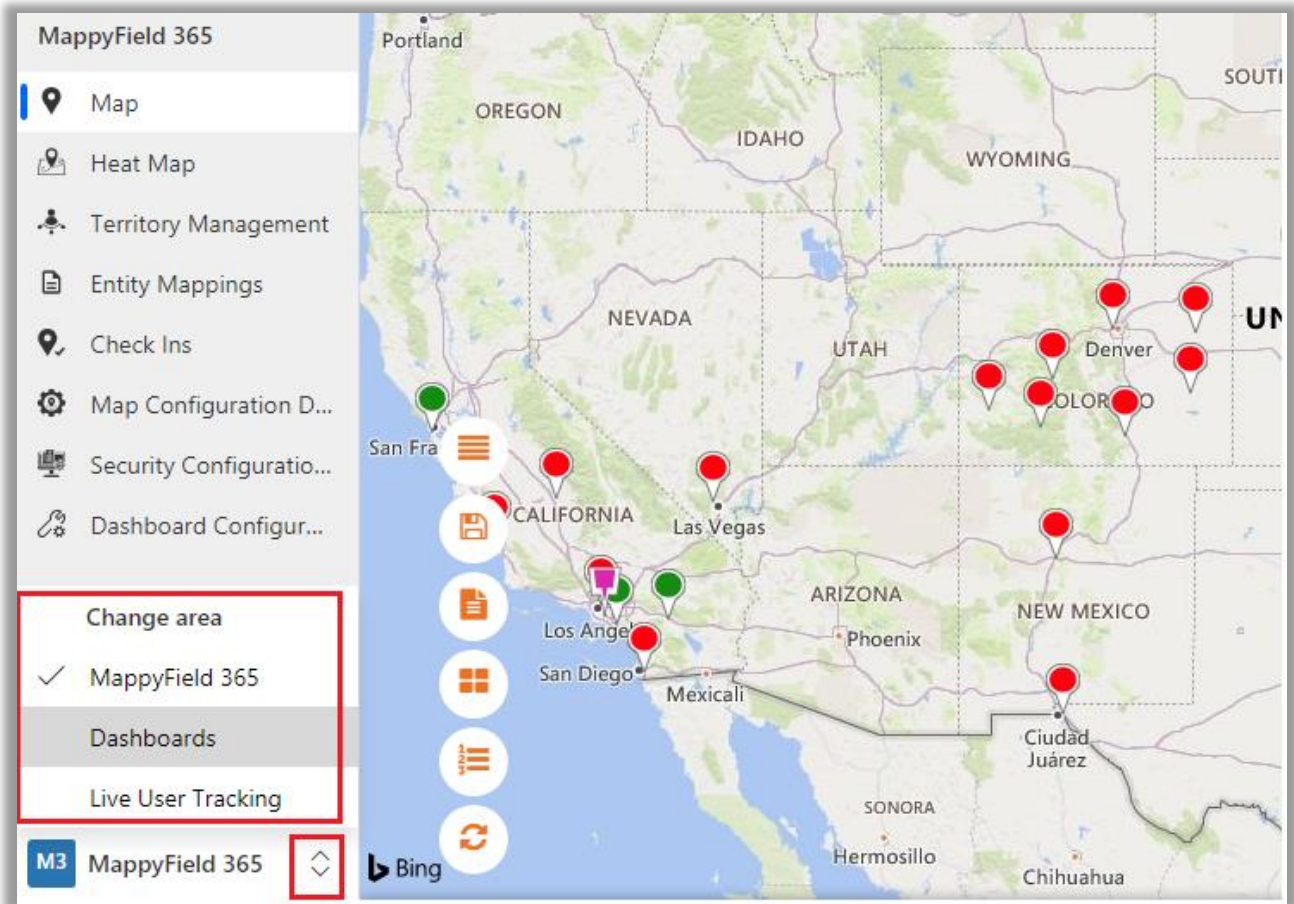 MappyField 365
Map
Heat Map
Territory Management
Entity Mappings
Check Ins
Map Configuration D...
Security Configuratio...
Dashboard Configur...
Change area
MappyField 365
Dashboards
Live User Tracking
M3 MappyField 365
Portland
SOUT
OREGON
IDAHO
WYOMING
NEVADA
UTAH
Denver
UN
COLORADO
San Fra
CALIFORNIA
Las Vegas
Los Angel
ARIZONA
NEW MEXICO
Phoenix
San Diego
Mexicali
Ciudad
Juárez
SONORA
Hermosillo
Chihuahua
Bing